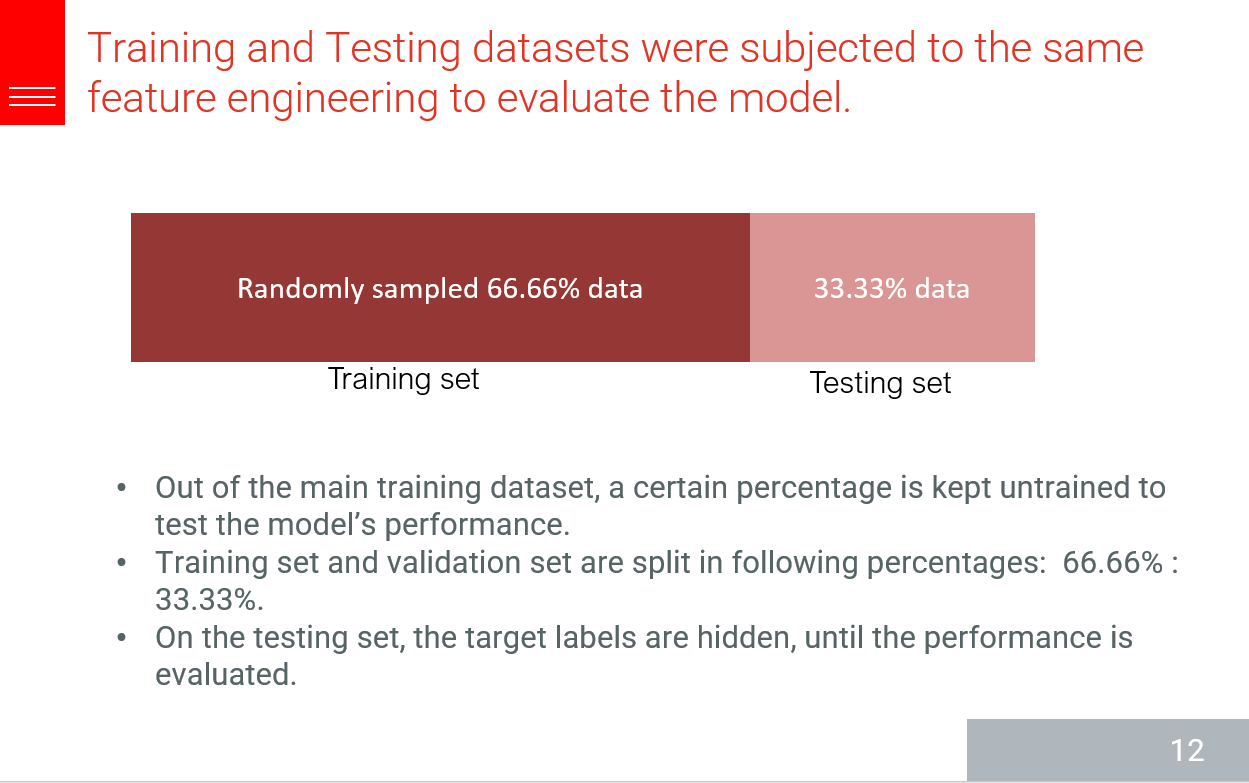 Training and Testing datasets were subjected to the same
feature engineering to evaluate the model.
Randomly sampled 66.66% data
33.33% data
Training set
Testing set
• Out of the main training dataset, a certain percentage is kept untrained to
test the model’s performance.
• Training set and validation set are split in following percentages:  66.66% :
33.33%.
• On the testing set, the target labels are hidden, until the performance is
evaluated.
12